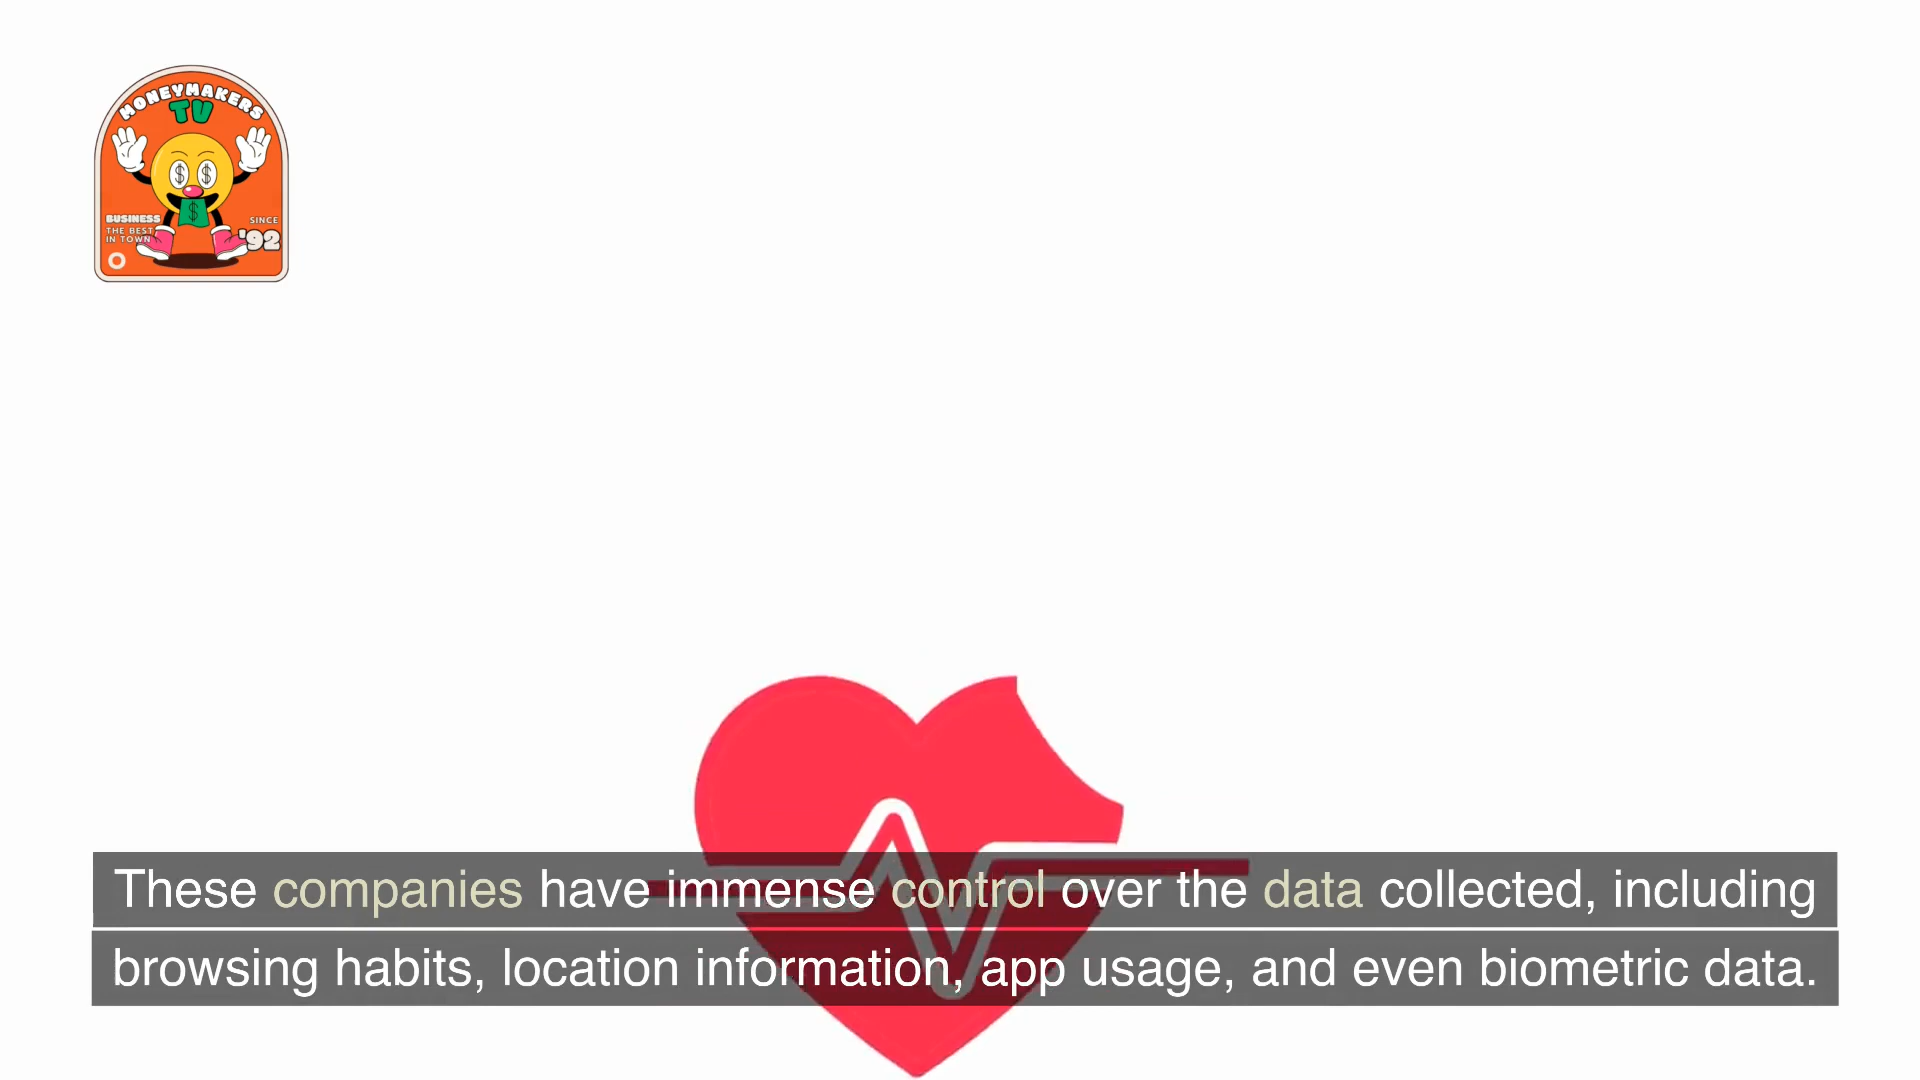 MONEYMAKERS
TV
BUSINESS
THE BEST
IN TOWN
SINCE
'92
These companies have immense control over the data collected, including
browsing habits, location information, app usage, and even biometric data.